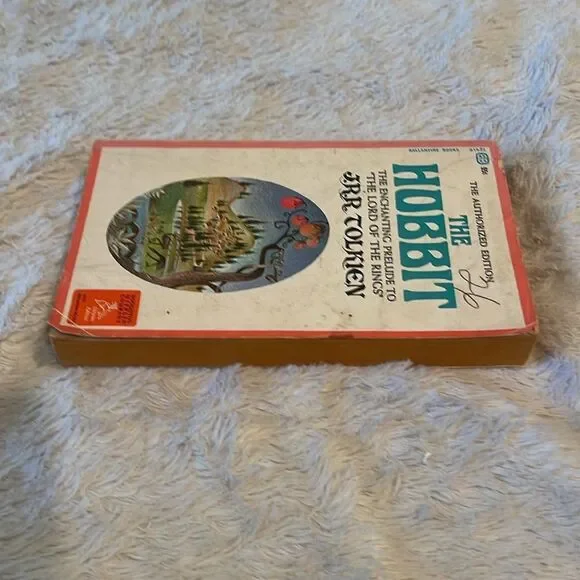 BALLANTINE BOOKS
THE AUTHORIZED EDITION
THE
HOBBIT
THE ENCHANTING PRELUDE TO
"THE LORD OF THE RINGS"
J.R.R. TOLKIEN